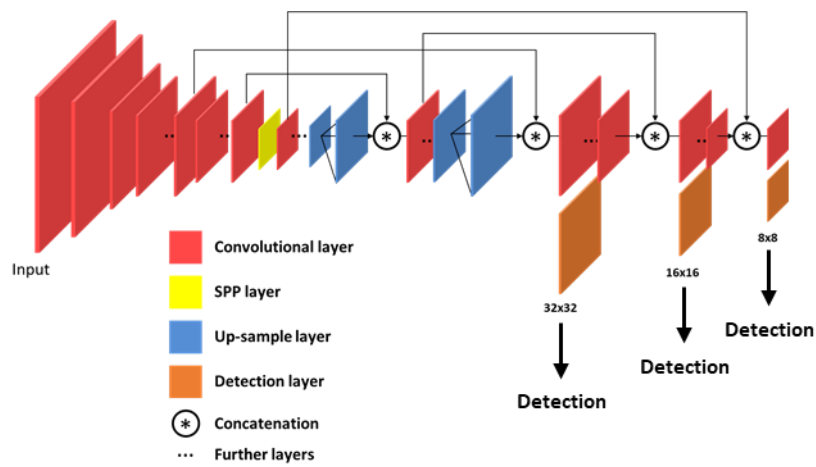 Input
Convolutional layer
SPP layer
Up-sample layer
Detection layer
Concatenation
... Further layers
32x32
16x16
8x8
Detection
Detection
Detection